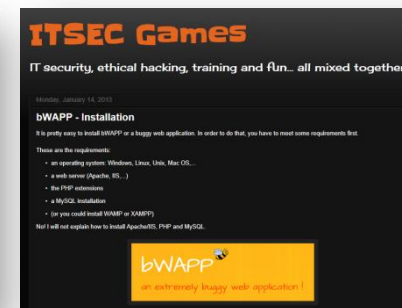 ITSEC Games
IT security, ethical hacking, training and fun... all mixed together
Monday, January 14, 2013
bWAPP - Installation
It is pretty easy to install bWAPP or a buggy web application. In order to do that, you have to meet some requirements first.
These are the requirements:
• an operating system: Windows, Linux, Unix, Mac OS,...
• a web server (Apache, IIS,...)
• the PHP extensions
• a MySQL installation
• (or you could install WAMP or XAMPP)
No! I will not explain how to install Apache/IIS, PHP and MySQL.
bWAPP
an extremely buggy web application !